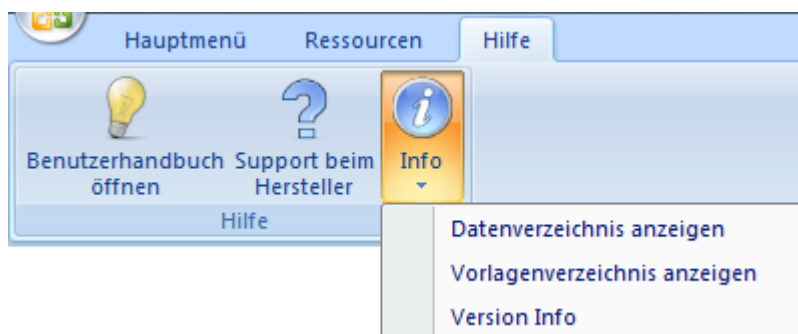 Hauptmenü Ressourcen Hilfe
Benutzerhandbuch öffnen
Support beim Hersteller
Info
Hilfe
Datenverzeichnis anzeigen
Vorlagenverzeichnis anzeigen
Version Info